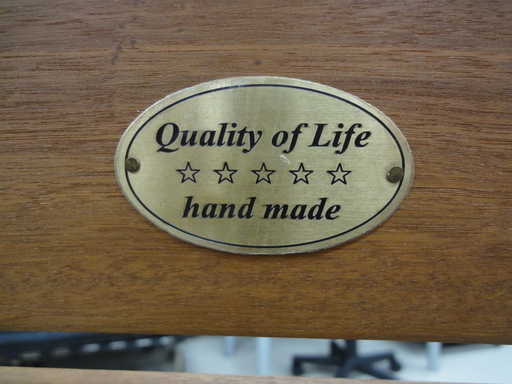 Quality of Life
☆☆☆☆☆
hand made